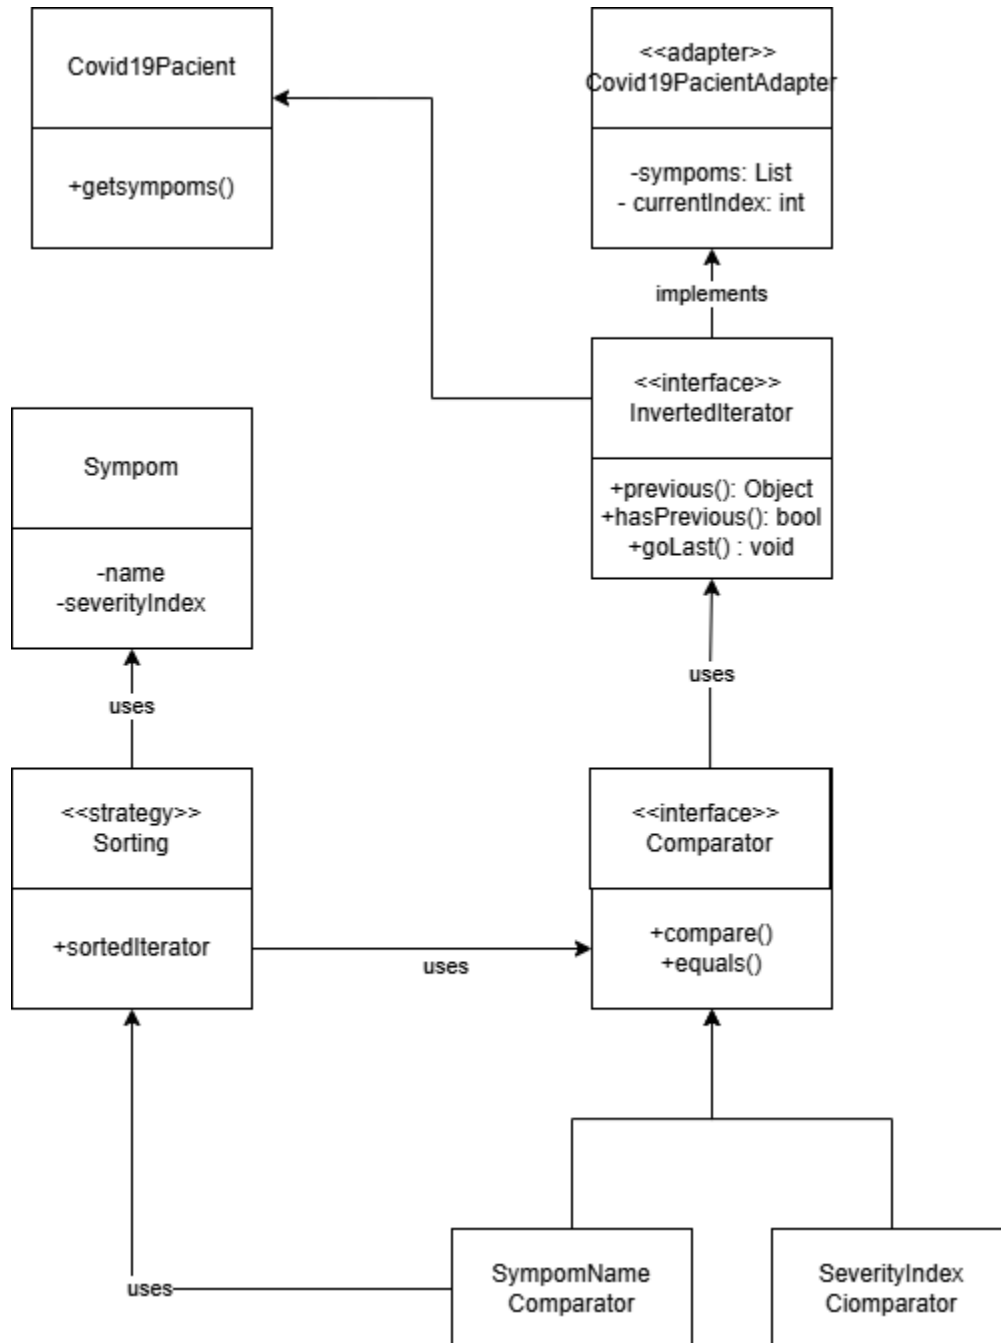 Covid19Pacient
+getsympoms()
<<adapter>>
Covid19PacientAdapter
-sympoms: List
- currentIndex: int
implements
<<interface>>
InvertedIterator
+previous(): Object
+hasPrevious(): bool
+goLast() : void
Sympom
-name
-severityIndex
uses
uses
<<strategy>>
Sorting
+sortedIterator
uses
<<interface>>
Comparator
+compare()
+equals()
uses
SympomName
Comparator
SeverityIndex
Ciomparator